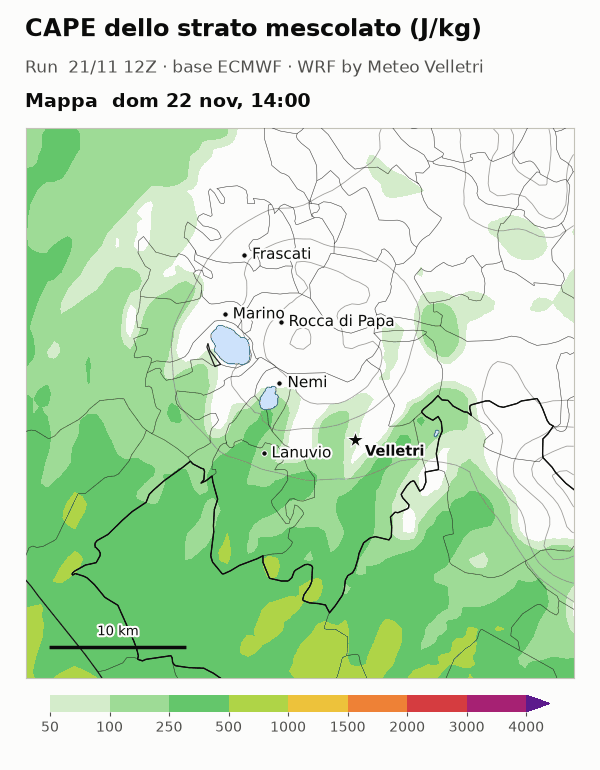 CAPE dello strato mescolato (J/kg)
Run  21/11 12Z · base ECMWF · WRF by Meteo Velletri
Mappa  dom 22 nov, 14:00
Frascati
Marino
Rocca di Papa
Nemi
Velletri
Lanuvio
10 km
50 100 250 500 1000 1500 2000 3000 4000